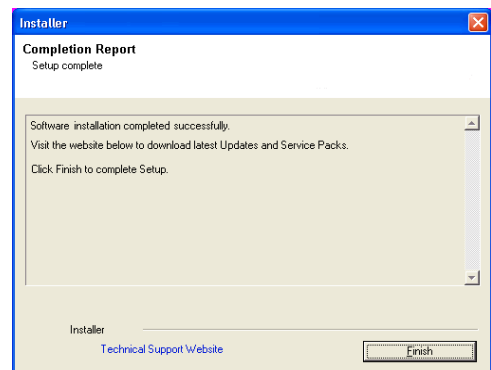 Installer
Completion Report
Setup complete
Software installation completed successfully.
Visit the website below to download latest Updates and Service Packs.
Click Finish to complete Setup.
Installer
Technical Support Website
Finish